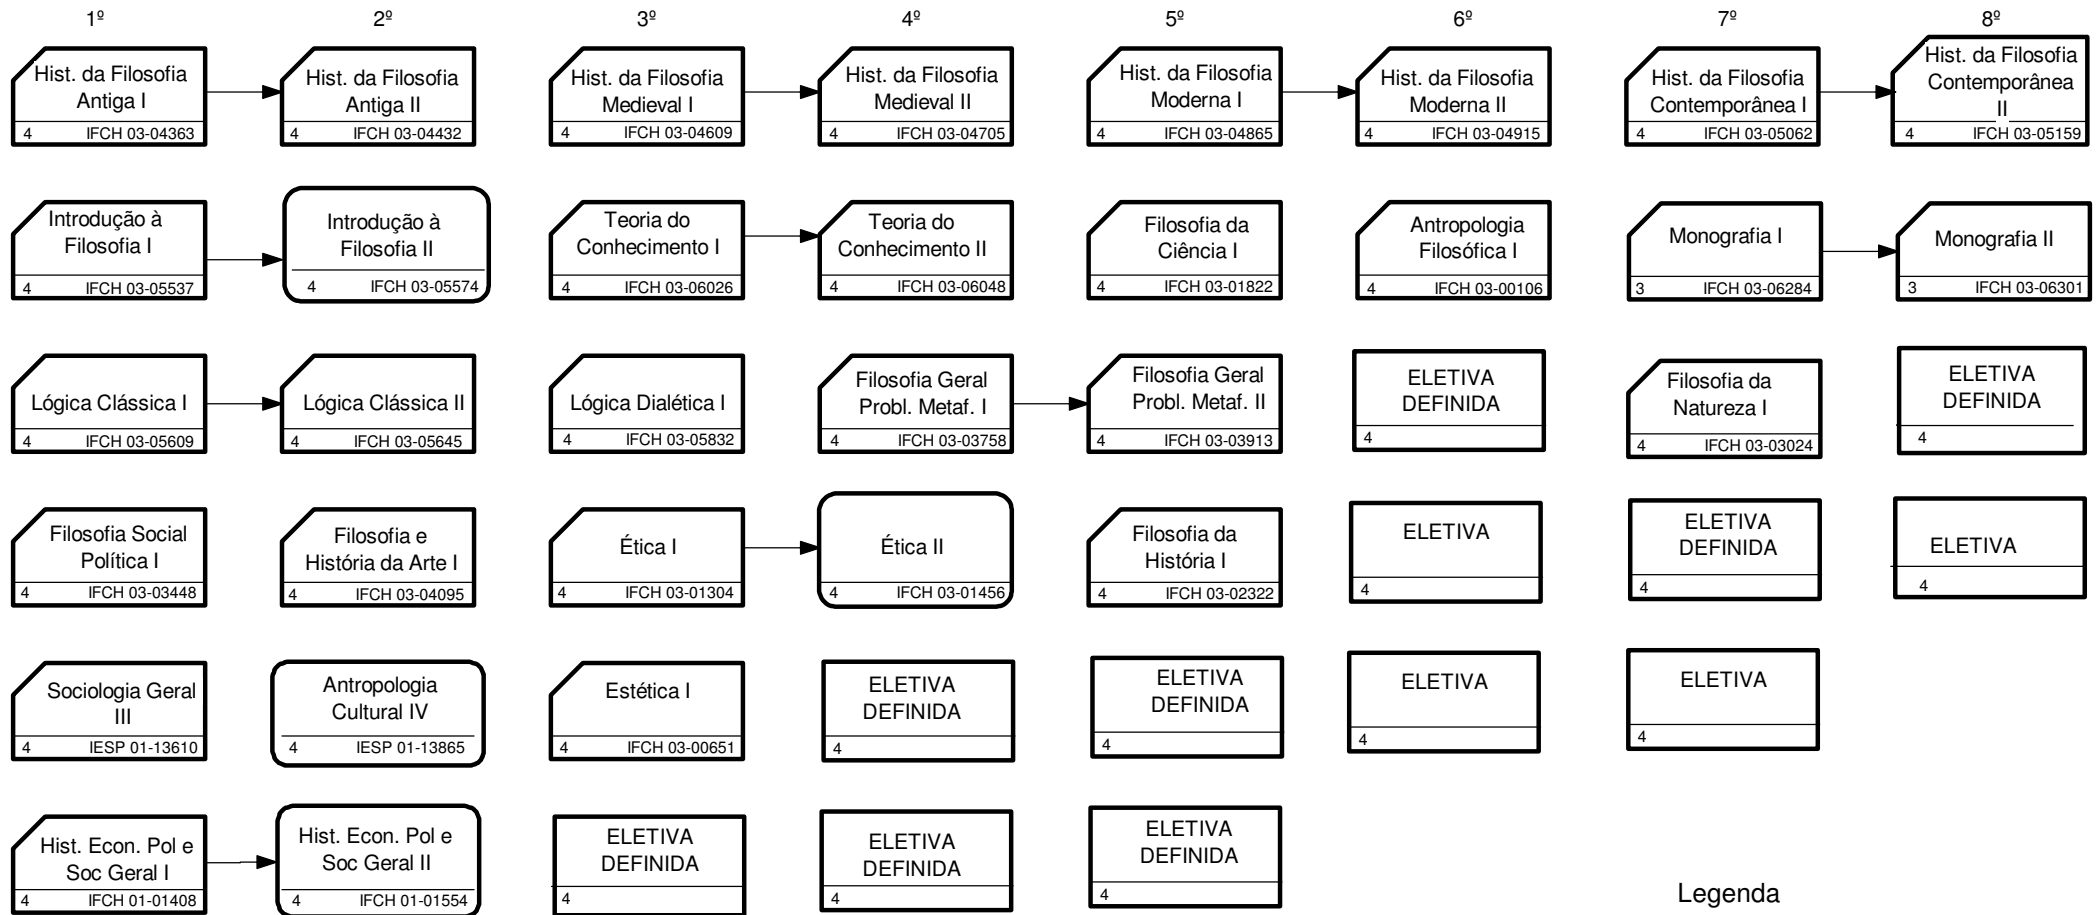 1º 2º 3º 4º 5º 6º 7º 8º
Hist. da Filosofia
Antiga I
4 IFCH 03-04363
Hist. da Filosofia
Antiga II
4 IFCH 03-04432
Hist. da Filosofia
Medieval I
4 IFCH 03-04609
Hist. da Filosofia
Medieval II
4 IFCH 03-04705
Hist. da Filosofia
Moderna I
4 IFCH 03-04865
Hist. da Filosofia
Moderna II
4 IFCH 03-04915
Hist. da Filosofia
Contemporânea I
4 IFCH 03-05062
Hist. da Filosofia
Contemporânea
II
4 IFCH 03-05159
Introdução à
Filosofia I
4 IFCH 03-05537
Introdução à
Filosofia II
4 IFCH 03-05574
Teoria do
Conhecimento I
4 IFCH 03-06026
Teoria do
Conhecimento II
4 IFCH 03-06048
Filosofia da
Ciência I
4 IFCH 03-01822
Antropologia
Filosófica I
4 IFCH 03-00106
Monografia I
3 IFCH 03-06284
Monografia II
3 IFCH 03-06301
Lógica Clássica I
4 IFCH 03-05609
Lógica Clássica II
4 IFCH 03-05645
Lógica Dialética I
4 IFCH 03-05832
Filosofia Geral
Probl. Metaf. I
4 IFCH 03-03758
Filosofia Geral
Probl. Metaf. II
4 IFCH 03-03913
ELETIVA
DEFINIDA
4
Filosofia da
Natureza I
4 IFCH 03-03024
ELETIVA
DEFINIDA
4
Filosofia Social
Política I
4 IFCH 03-03448
Filosofia e
História da Arte I
4 IFCH 03-04095
Ética I
4 IFCH 03-01304
Ética II
4 IFCH 03-01456
Filosofia da
História I
4 IFCH 03-02322
ELETIVA
4
ELETIVA
DEFINIDA
4
ELETIVA
4
Sociologia Geral
III
4 IESP 01-13610
Antropologia
Cultural IV
4 IESP 01-13865
Estética I
4 IFCH 03-00651
ELETIVA
DEFINIDA
4
ELETIVA
DEFINIDA
4
ELETIVA
4
ELETIVA
4
Hist. Econ. Pol e
Soc Geral I
4 IFCH 01-01408
Hist. Econ. Pol e
Soc Geral II
4 IFCH 01-01554
ELETIVA
DEFINIDA
4
ELETIVA
DEFINIDA
4
ELETIVA
DEFINIDA
4
Legenda